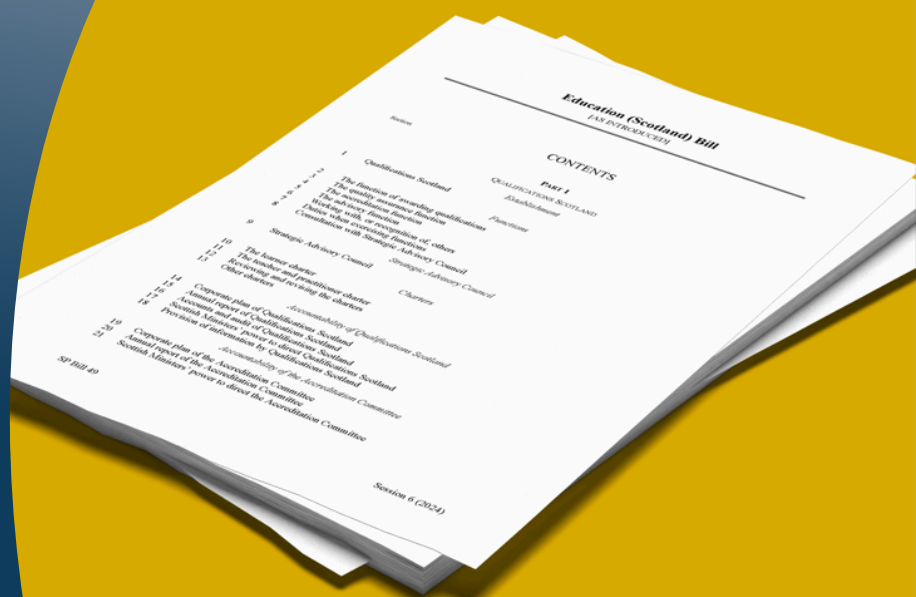 Education (Scotland) Bill
[AS INTRODUCED]
CONTENTS
Section
PART 1
QUALIFICATIONS SCOTLAND
Establishment
1 Qualifications Scotland
Functions
2 The function of awarding qualifications
3 The quality assurance function
4 The accreditation function
5 The advisory function
6 Working with, or recognition of, others
7 Duties when exercising functions
8 Consultation with Strategic Advisory Council
Strategic Advisory Council
9 Strategic Advisory Council
Charters
10 The learner charter
11 The teacher and practitioner charter
12 Reviewing and revising the charters
13 Other charters
Accountability of Qualifications Scotland
14 Corporate plan of Qualifications Scotland
15 Annual report of Qualifications Scotland
16 Accounts and audit of Qualifications Scotland
17 Scottish Ministers' power to direct Qualifications Scotland
18 Provision of information by Qualifications Scotland
Accountability of the Accreditation Committee
19 Corporate plan of the Accreditation Committee
20 Annual report of the Accreditation Committee
21 Scottish Ministers' power to direct the Accreditation Committee
SP Bill 49
Session 6 (2024)